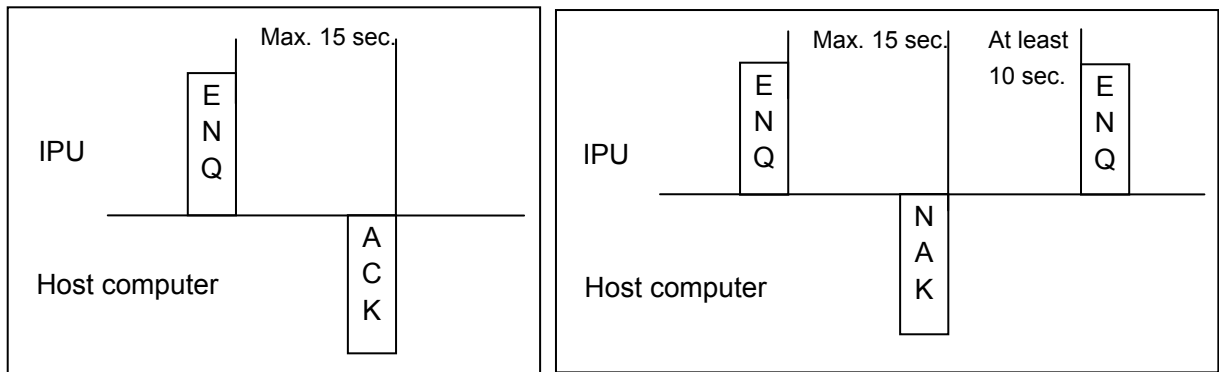 Max. 15 sec.
E
N
Q
IPU
A
C
K
Host computer
Max. 15 sec.
At least
10 sec.
E
N
Q
E
N
Q
IPU
N
A
K
Host computer